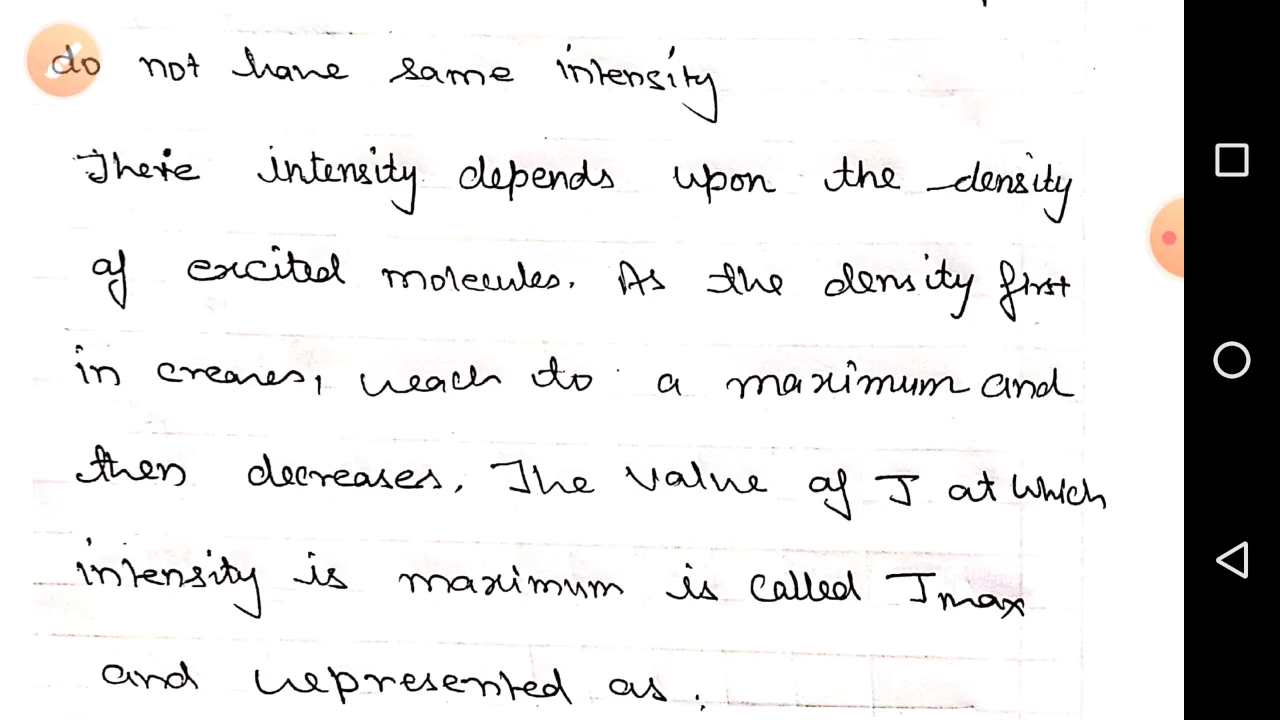 do not have same intensity
There intensity depends upon the density
of excited molecules. As the density first
in creases, reach to a maximum and
then decreases. The value of J at which
intensity is maximum is called Jmax
and represented as,